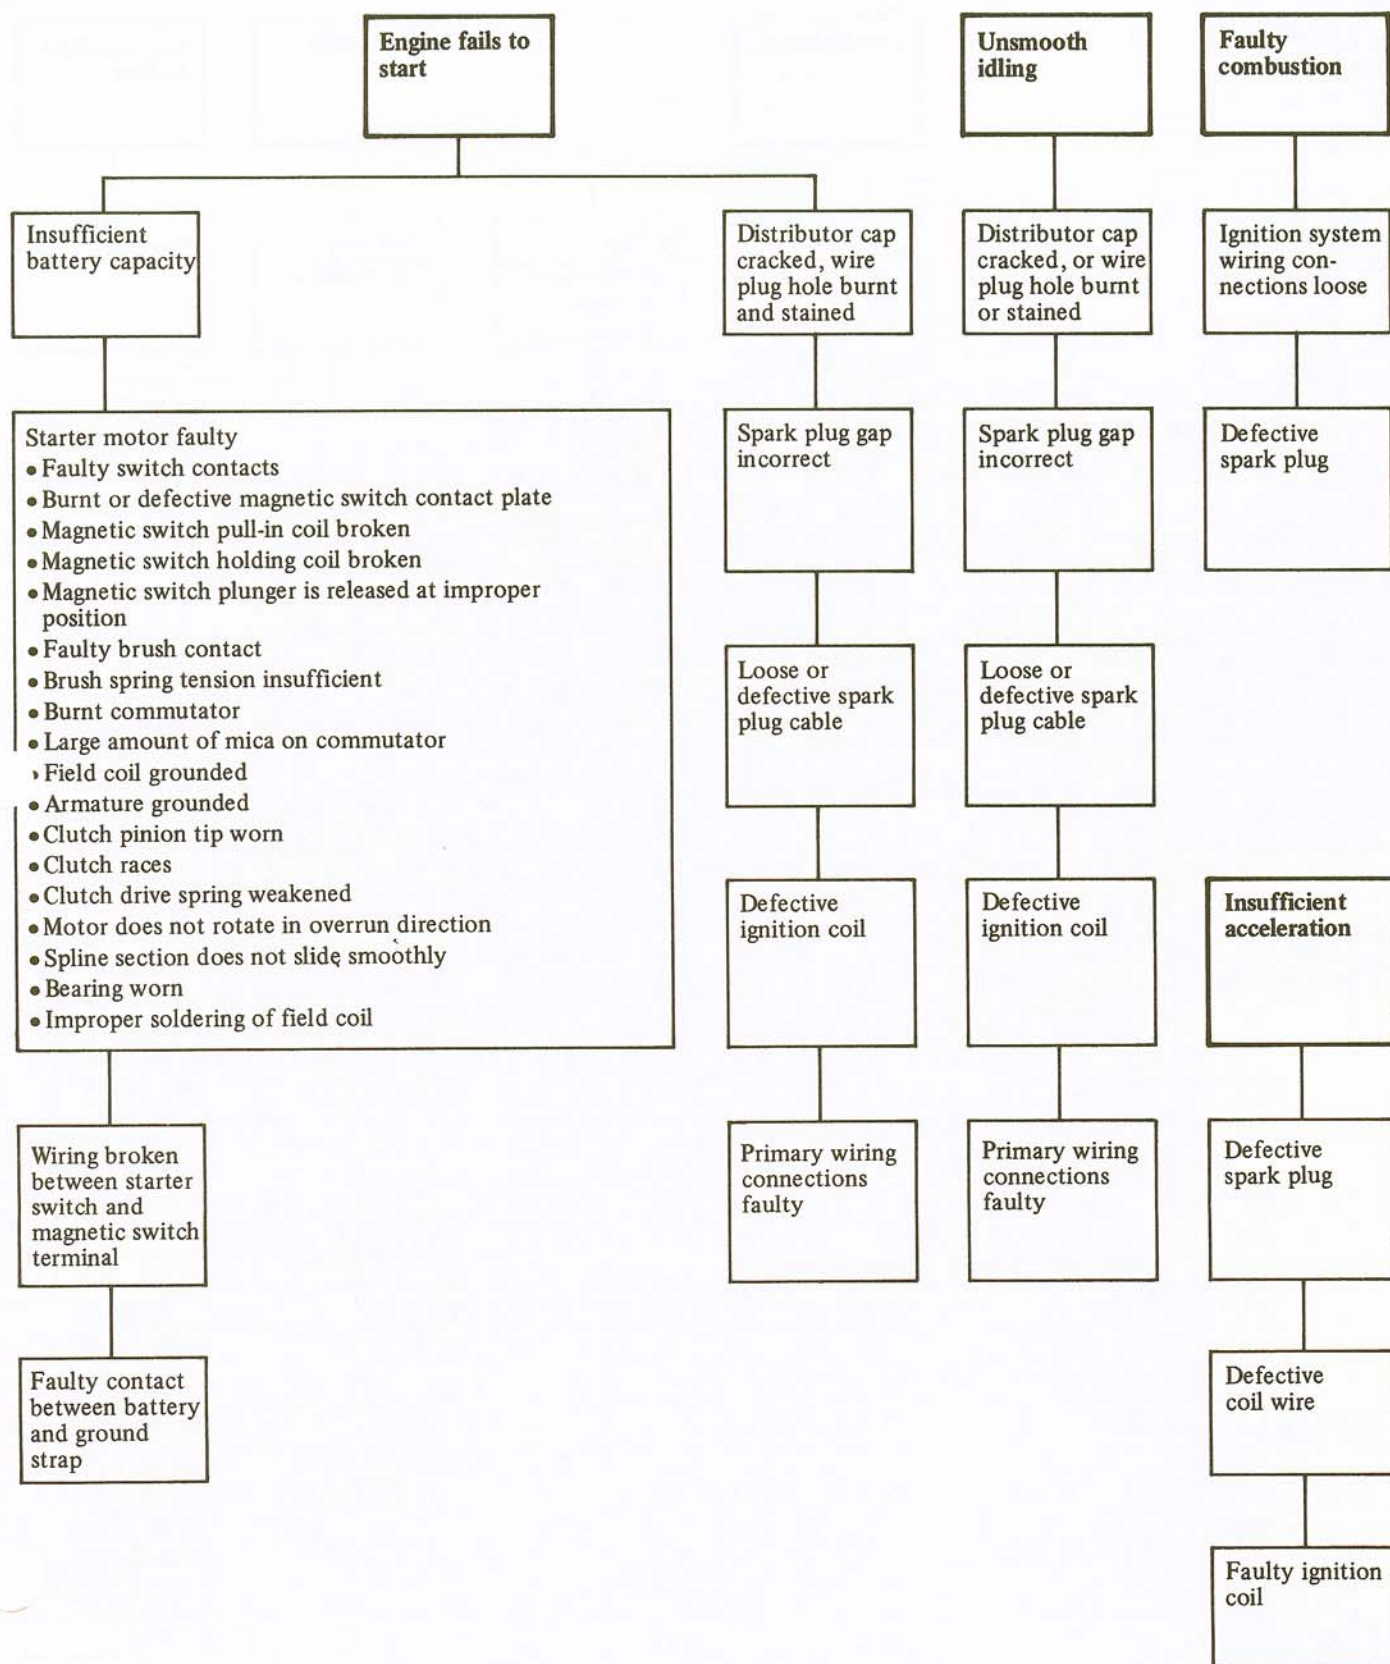 Engine fails to
start
Insufficient
battery capacity
Starter motor faulty
• Faulty switch contacts
• Burnt or defective magnetic switch contact plate
• Magnetic switch pull-in coil broken
• Magnetic switch holding coil broken
• Magnetic switch plunger is released at improper
position
• Faulty brush contact
• Brush spring tension insufficient
• Burnt commutator
• Large amount of mica on commutator
• Field coil grounded
• Armature grounded
• Clutch pinion tip worn
• Clutch races
• Clutch drive spring weakened
• Motor does not rotate in overrun direction
• Spline section does not slide smoothly
• Bearing worn
• Improper soldering of field coil
Wiring broken
between starter
switch and
magnetic switch
terminal
Faulty contact
between battery
and ground
strap
Distributor cap
cracked, wire
plug hole burnt
and stained
Spark plug gap
incorrect
Loose or
defective spark
plug cable
Defective
ignition coil
Primary wiring
connections
faulty
Unsmooth
idling
Distributor cap
cracked, or wire
plug hole burnt
or stained
Spark plug gap
incorrect
Loose or
defective spark
plug cable
Defective
ignition coil
Primary wiring
connections
faulty
Faulty
combustion
Ignition system
wiring con-
nections loose
Defective
spark plug
Insufficient
acceleration
Defective
spark plug
Defective
coil wire
Faulty ignition
coil